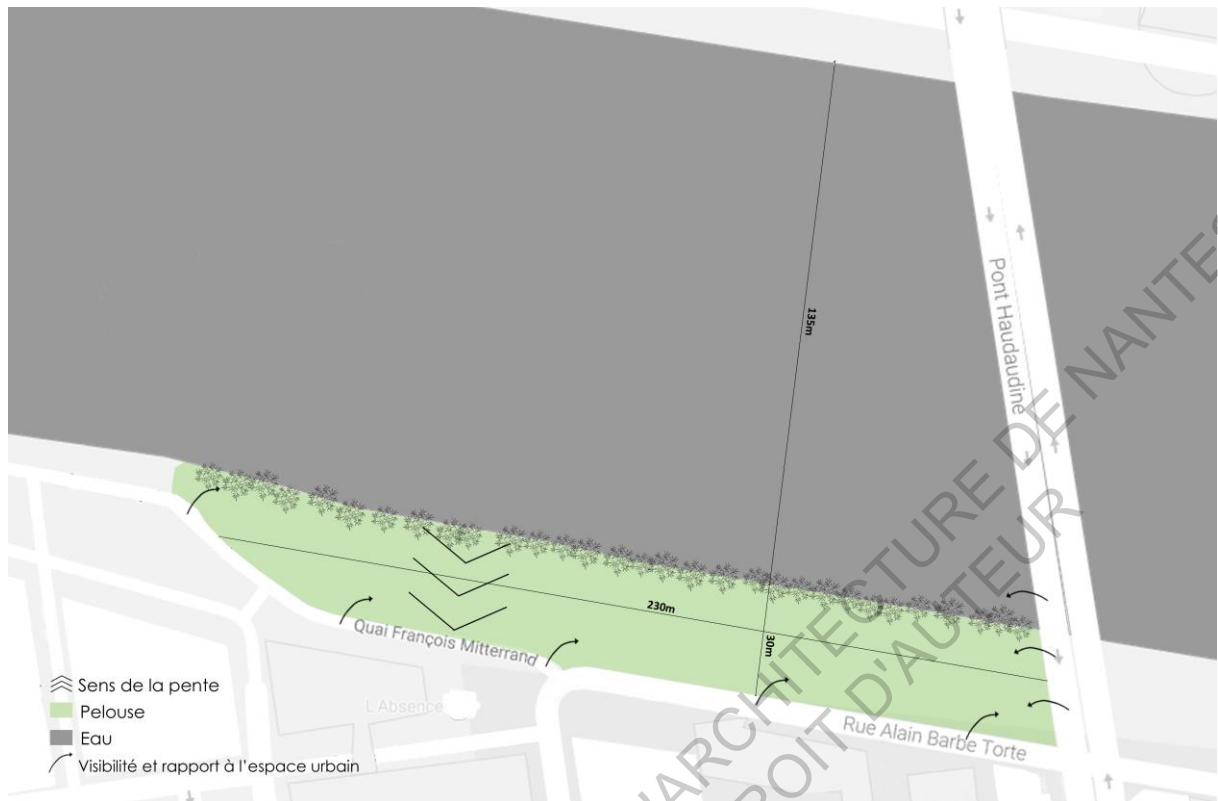 135m
Pont Haudaudine
230m
30m
Quai François Mitterrand
L'Absence
Rue Alain Barbe Torte
Sens de la pente
Pelouse
Eau
Visibilité et rapport à l'espace urbain
ARCHITECTURE DE NANTES
ROIT D'AUTEUR